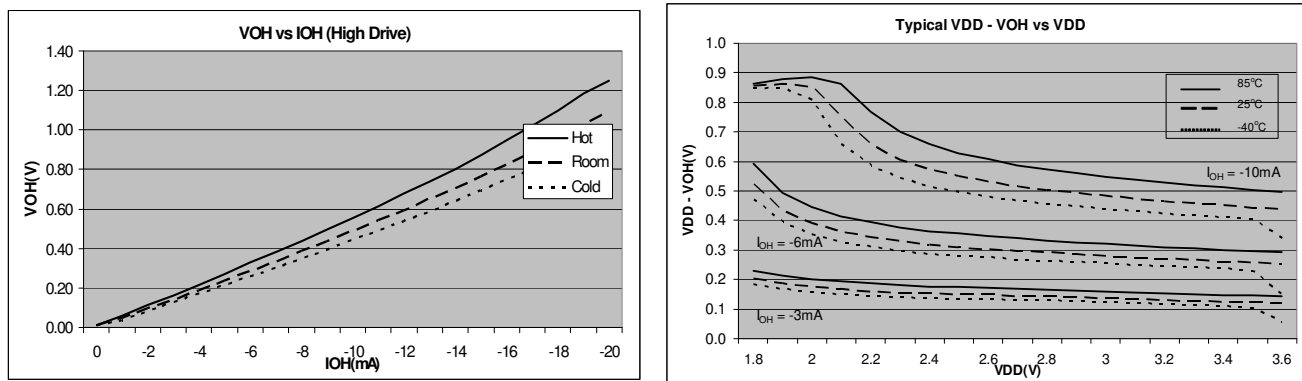 VOH vs IOH (High Drive)
1.40
1.20
1.00
0.80
0.60
0.40
0.20
0.00
VOH(V)
0 -2 -4 -6 -8 -10 -12 -14 -16 -18 -20
IOH(mA)
Hot
Room
Cold
Typical VDD - VOH vs VDD
1.0
0.9
0.8
0.7
0.6
0.5
0.4
0.3
0.2
0.1
0.0
VDD - VOH(V)
85°C
25°C
-40°C
IOH = -10mA
IOH = -6mA
IOH = -3mA
1.8 2 2.2 2.4 2.6 2.8 3 3.2 3.4 3.6
VDD(V)